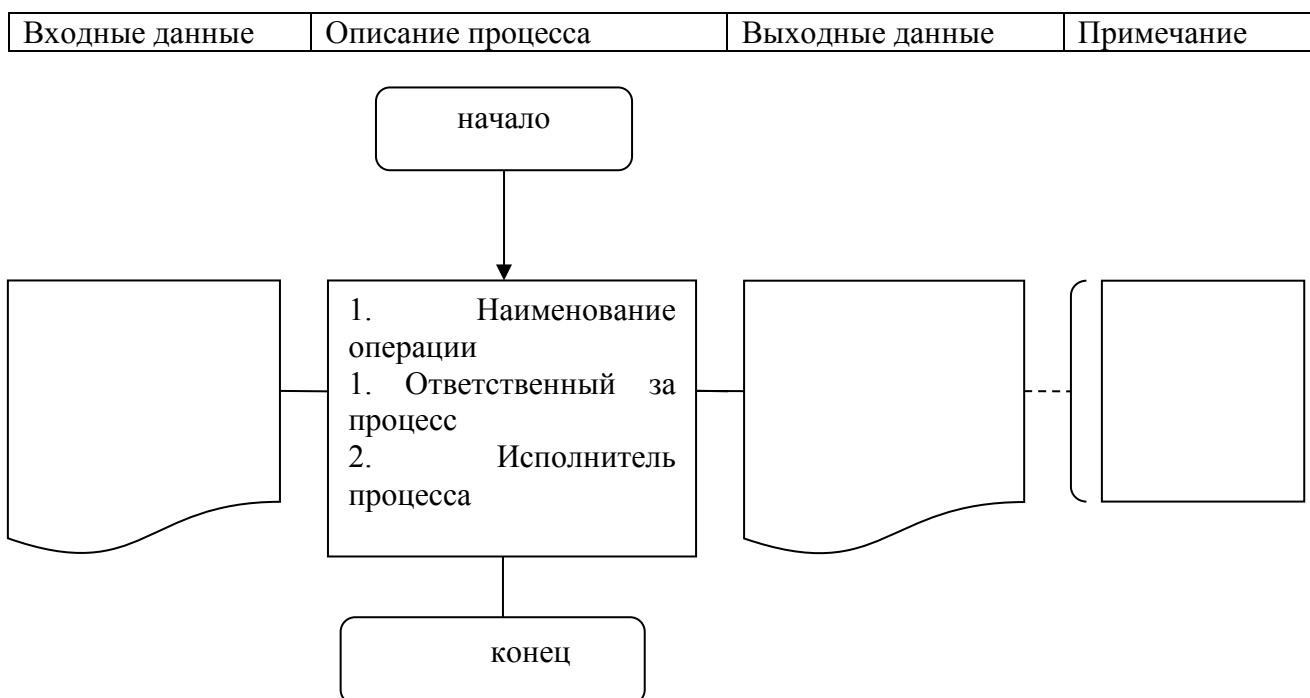 Входные данные Описание процесса Выходные данные Примечание
начало
1. Наименование
операции
1. Ответственный за
процесс
2. Исполнитель
процесса
конец